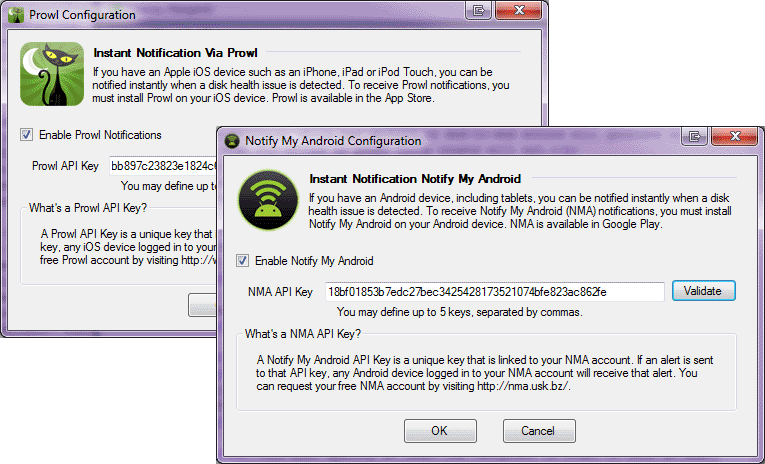 Prowl Configuration
Instant Notification Via Prowl
If you have an Apple iOS device such as an iPhone, iPad or iPod Touch, you can be
notified instantly when a disk health issue is detected. To receive Prowl notifications, you
must install Prowl on your iOS device. Prowl is available in the App Store.
Enable Prowl Notifications
Prowl API Key
bb897c23823e1824c
You may define up to
What's a Prowl API Key?
A Prowl API Key is a unique key that
key, any iOS device logged in to your
free Prowl account by visiting http://
Notify My Android Configuration
Instant Notification Notify My Android
If you have an Android device, including tablets, you can be notified instantly when a disk
health issue is detected. To receive Notify My Android (NMA) notifications, you must install
Notify My Android on your Android device. NMA is available in Google Play.
Enable Notify My Android
NMA API Key
18bf01853b7edc27bec3425428173521074bfe823ac862fe
Validate
You may define up to 5 keys, separated by commas.
What's a NMA API Key?
A Notify My Android API Key is a unique key that is linked to your NMA account. If an alert is sent
to that API key, any Android device logged in to your NMA account will receive that alert. You
can request your free NMA account by visiting http://nma.usk.bz/.
OK
Cancel